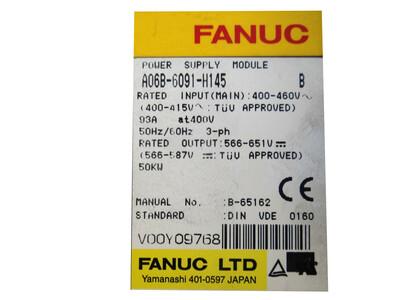 FANUC
POWER SUPPLY MODULE
A06B-6091-H145 B
RATED INPUT(MAIN):400-460V~
(400-415V~:TÜV APPROVED)
93A at400V
50Hz/60Hz 3-ph
RATED OUTPUT:566-651V⎓
(566-587V ⎓:TÜV APPROVED)
50KW
CE
MANUAL No. :B-65162
STANDARD :DIN VDE 0160
V00Y09768
FANUC LTD
Yamanashi 401-0597 JAPAN